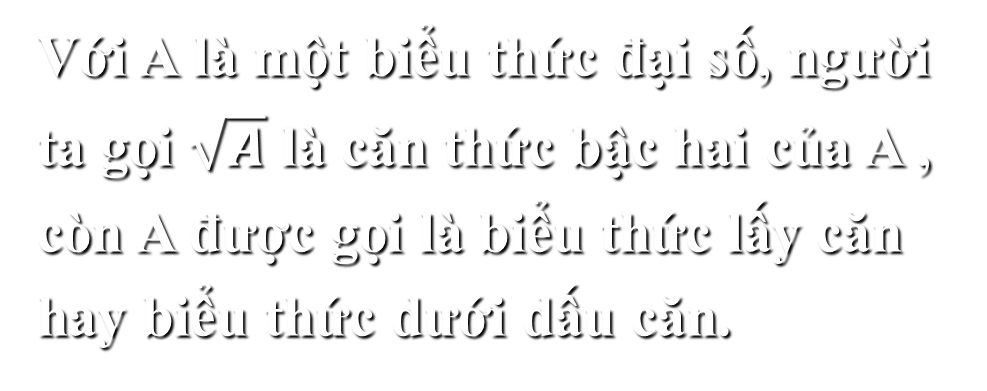 Với A là một biểu thức đại số, người
ta gọi √A là căn thức bậc hai của A ,
còn A được gọi là biểu thức lấy căn
hay biểu thức dưới dấu căn.